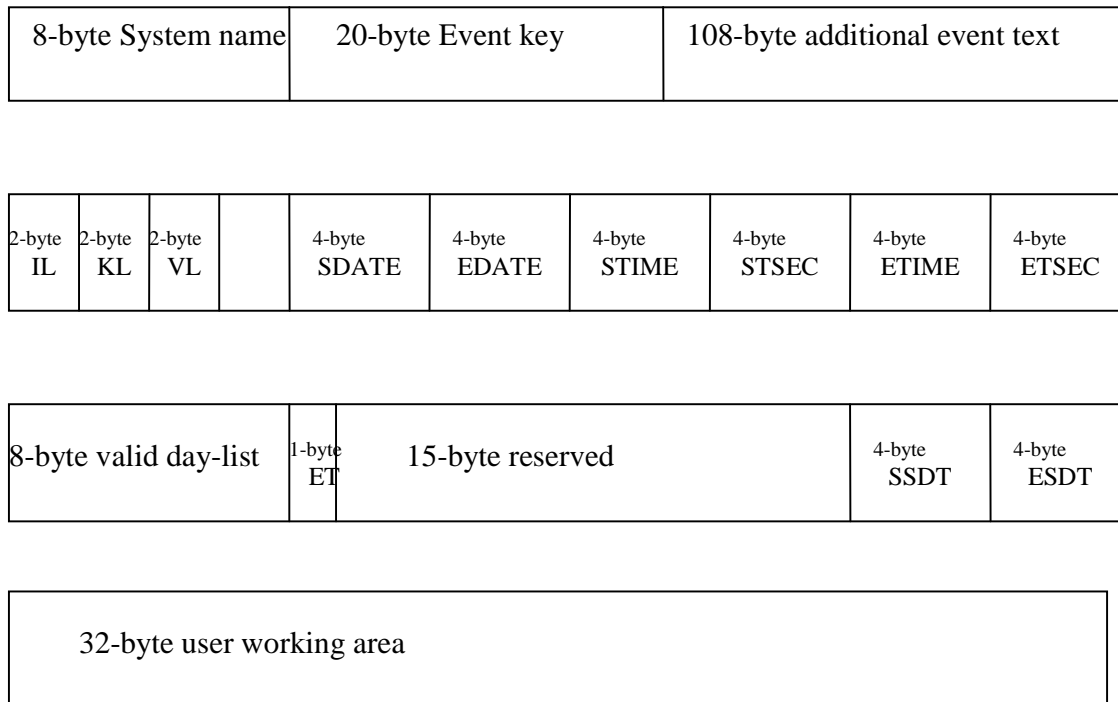 8-byte System name 20-byte Event key 108-byte additional event text
2-byte 2-byte 2-byte 4-byte 4-byte 4-byte 4-byte 4-byte 4-byte
IL KL VL SDATE EDATE STIME STSEC ETIME ETSEC
8-byte valid day-list 1-byte 15-byte reserved 4-byte 4-byte
ET SSDT ESDT
32-byte user working area